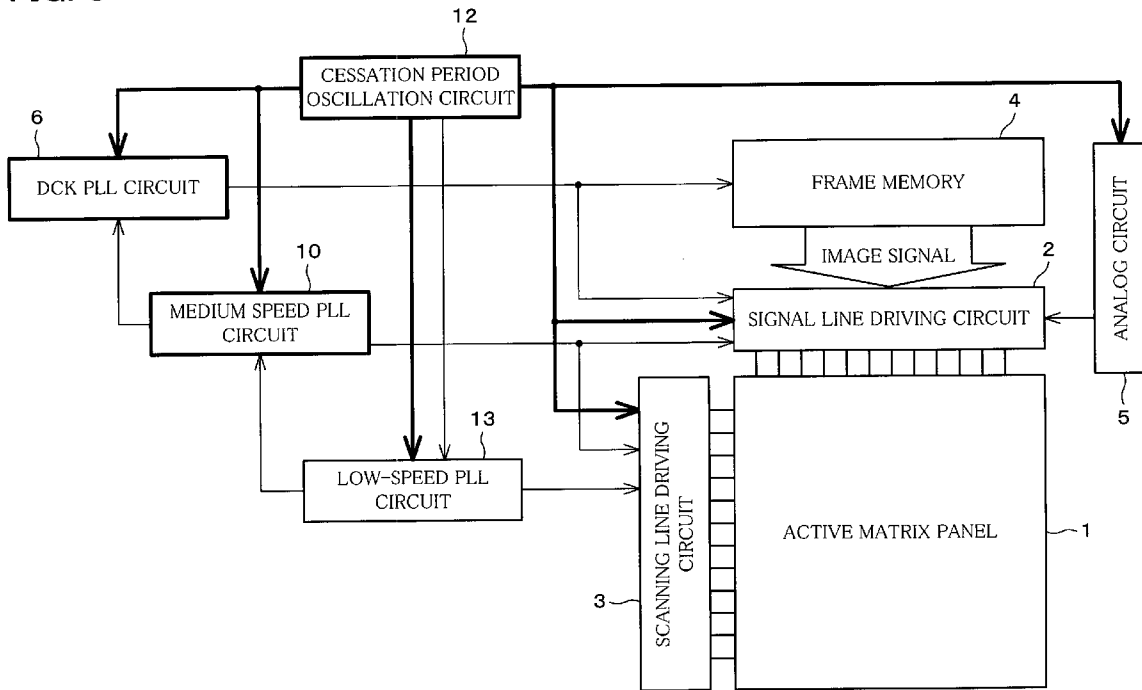 12
CESSATION PERIOD
OSCILLATION CIRCUIT
6
DCK PLL CIRCUIT
4
FRAME MEMORY
ANALOG CIRCUIT
5
IMAGE SIGNAL
10
MEDIUM SPEED PLL
CIRCUIT
2
SIGNAL LINE DRIVING CIRCUIT
13
LOW-SPEED PLL
CIRCUIT
SCANNING LINE DRIVING
CIRCUIT
3
ACTIVE MATRIX PANEL
1